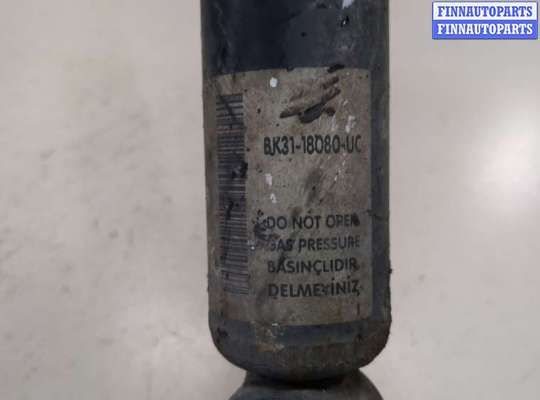 FINNAUTOPARTS
FINNAUTOPARTS
BK31-18080-UC
DO NOT OPEN
GAS PRESSURE
BASINÇLIDIR
DELMEYİNİZ